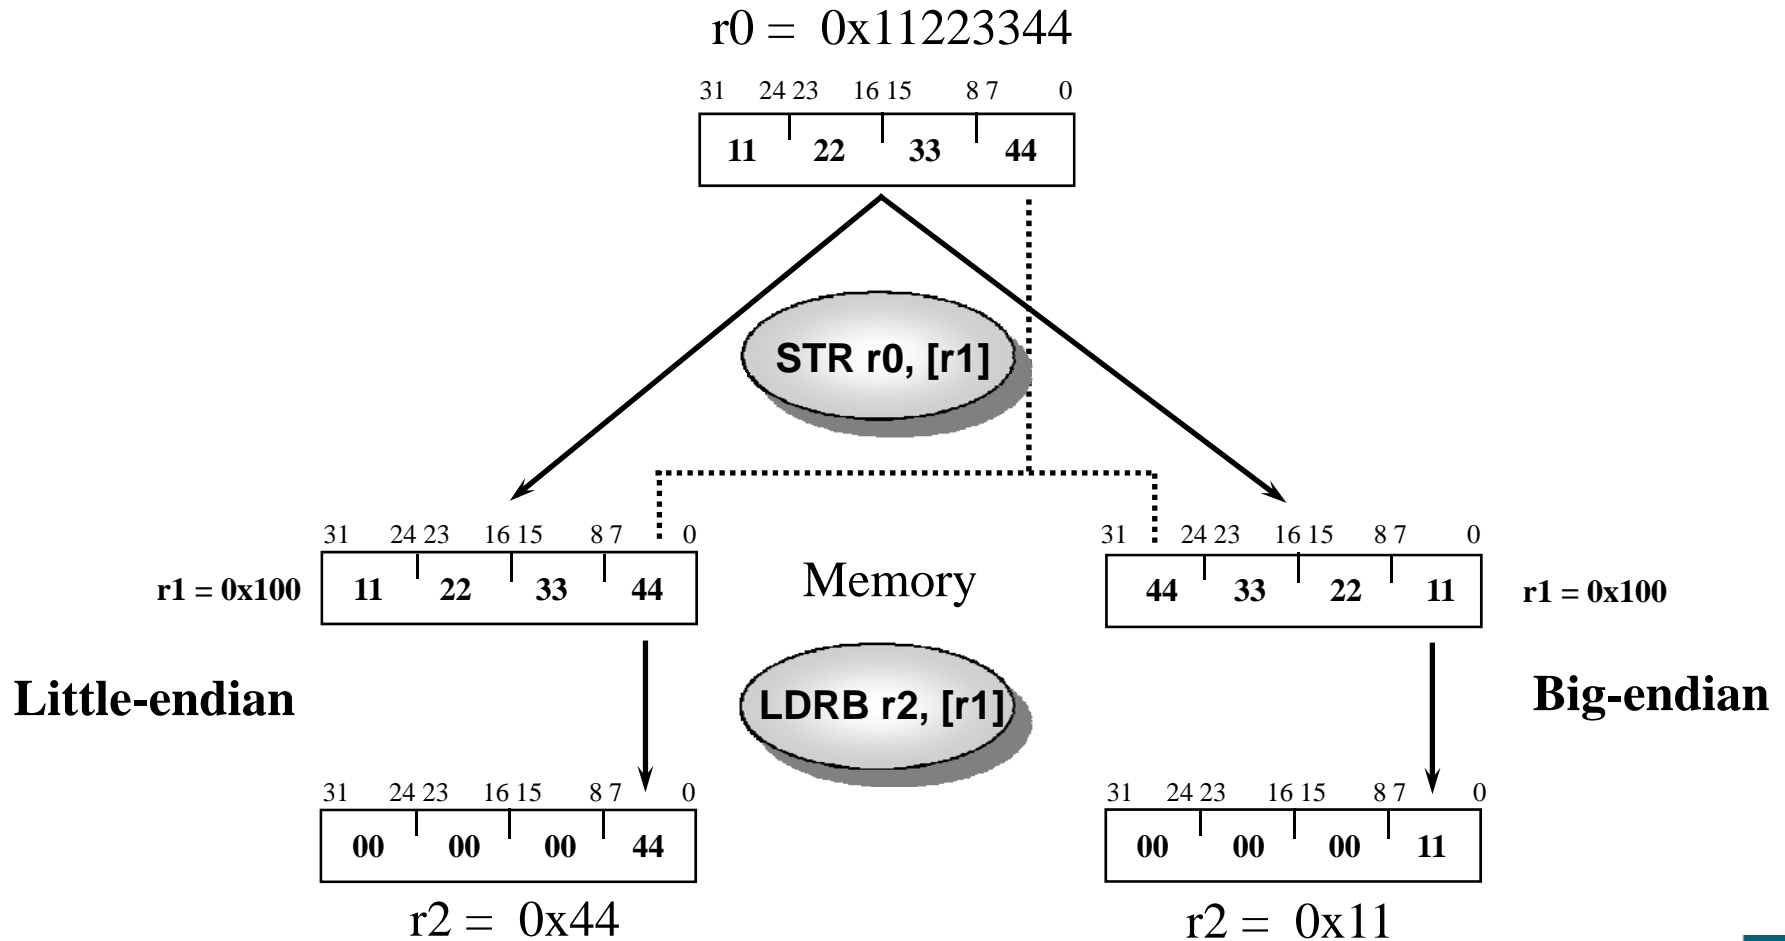 r0 = 0x11223344
31 24 23 16 15 8 7 0
11 22 33 44
STR r0, [r1]
31 24 23 16 15 8 7 0
31 24 23 16 15 8 7 0
r1 = 0x100
11 22 33 44
Memory
44 33 22 11
r1 = 0x100
Little-endian
LDRB r2, [r1]
Big-endian
31 24 23 16 15 8 7 0
31 24 23 16 15 8 7 0
00 00 00 44
00 00 00 11
r2 = 0x44
r2 = 0x11